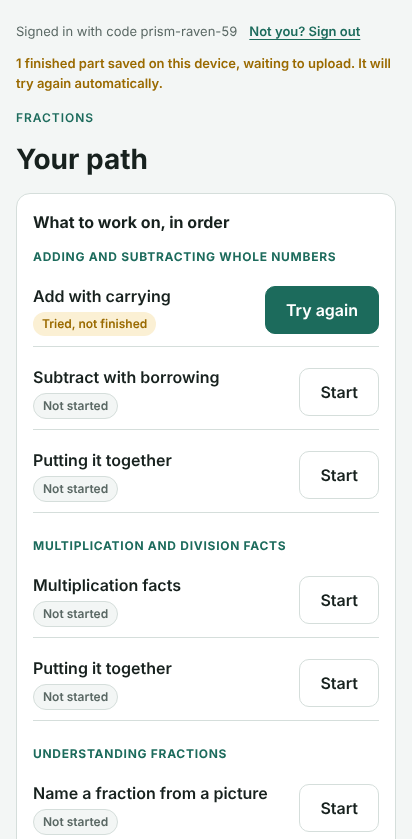 Signed in with code prism-raven-59 Not you? Sign out
1 finished part saved on this device, waiting to upload. It will
try again automatically.
FRACTIONS
Your path
What to work on, in order
ADDING AND SUBTRACTING WHOLE NUMBERS
Add with carrying
Tried, not finished
Try again
Subtract with borrowing
Not started
Start
Putting it together
Not started
Start
MULTIPLICATION AND DIVISION FACTS
Multiplication facts
Not started
Start
Putting it together
Not started
Start
UNDERSTANDING FRACTIONS
Name a fraction from a picture
Not started
Start